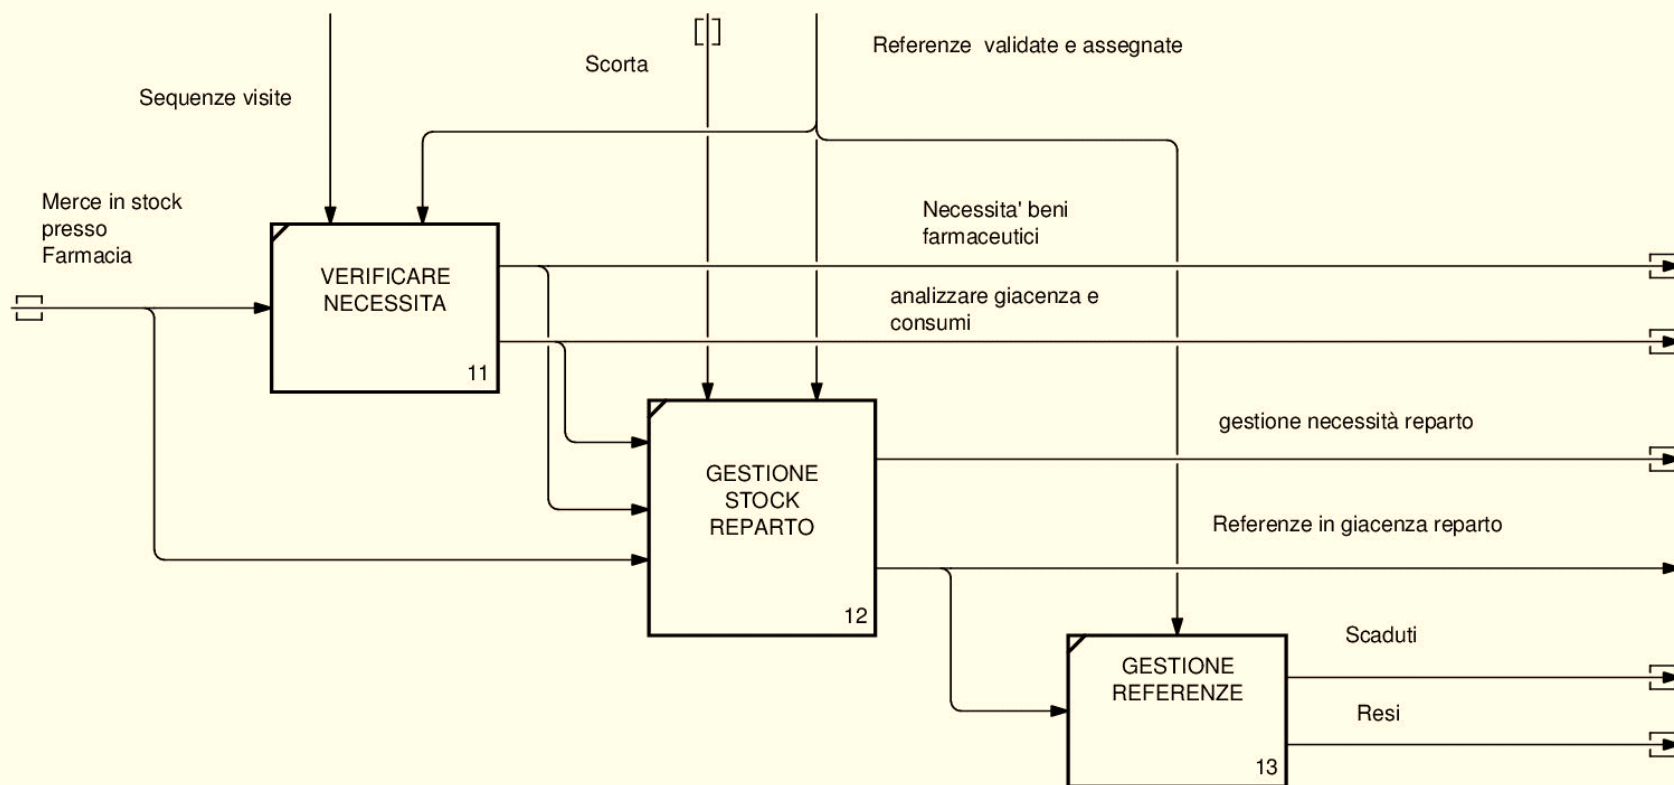 Referenze  validate e assegnate
Scorta
Sequenze visite
Merce in stock
presso
Farmacia
Necessita' beni
farmaceutici
VERIFICARE
NECESSITA
11
analizzare giacenza e
consumi
gestione necessità reparto
GESTIONE
STOCK
REPARTO
12
Referenze in giacenza reparto
Scaduti
GESTIONE
REFERENZE
13
Resi